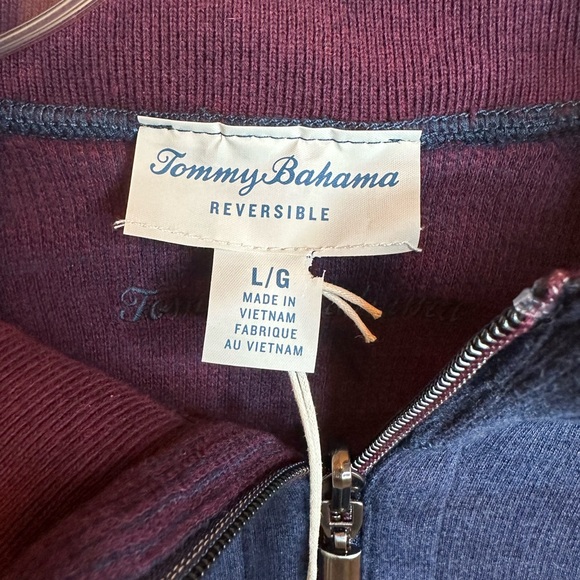 Tommy Bahama
REVERSIBLE
L/G
MADE IN
VIETNAM
FABRIQUE
AU VIETNAM